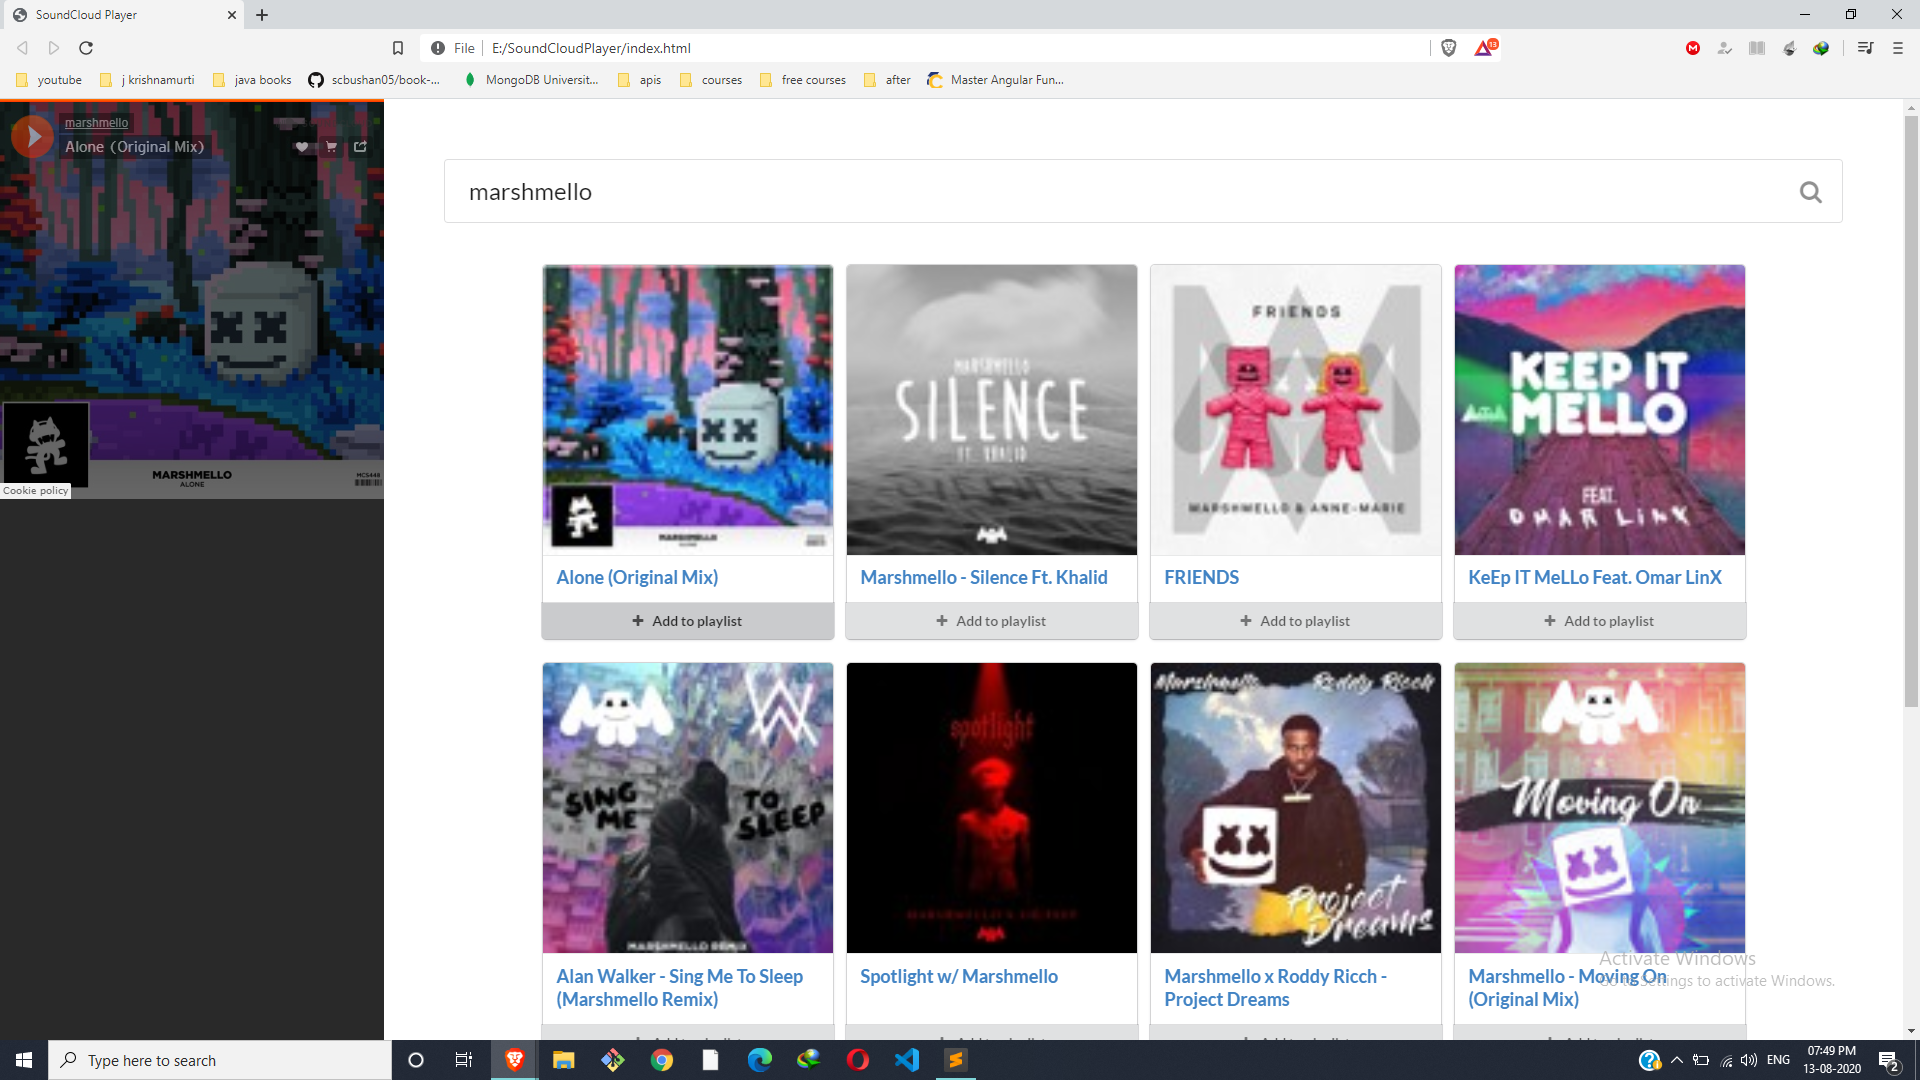 SoundCloud Player
File
E:/SoundCloudPlayer/index.html
13
youtube
j krishnamurti
java books
scbushan05/book-...
MongoDB Universit...
apis
courses
free courses
after
Master Angular Fun...
marshmello
Alone (Original Mix)
MARSHMELLO
ALONE
MCS448
Cookie policy
marshmello
MARSHMELLO
ALONE
MARSHMELLO
SILENCE
FT. KHALID
FRIENDS
MARSHMELLO & ANNE-MARIE
KEEP IT
MELLO
FEAT.
OMAR LINX
Alone (Original Mix)
Marshmello - Silence Ft. Khalid
FRIENDS
KeEp IT MeLLo Feat. Omar LinX
Add to playlist
Add to playlist
Add to playlist
Add to playlist
SING ME
TO SLEEP
MARSHMELLO REMIX
spotlight
Marshmello
Roddy Ricch
Project
Dreams
Moving On
Alan Walker - Sing Me To Sleep
(Marshmello Remix)
Spotlight w/ Marshmello
Marshmello x Roddy Ricch -
Project Dreams
Marshmello - Moving On
(Original Mix)
Activate Windows
Go to Settings to activate Windows.
Type here to search
ENG
07:49 PM
13-08-2020
2